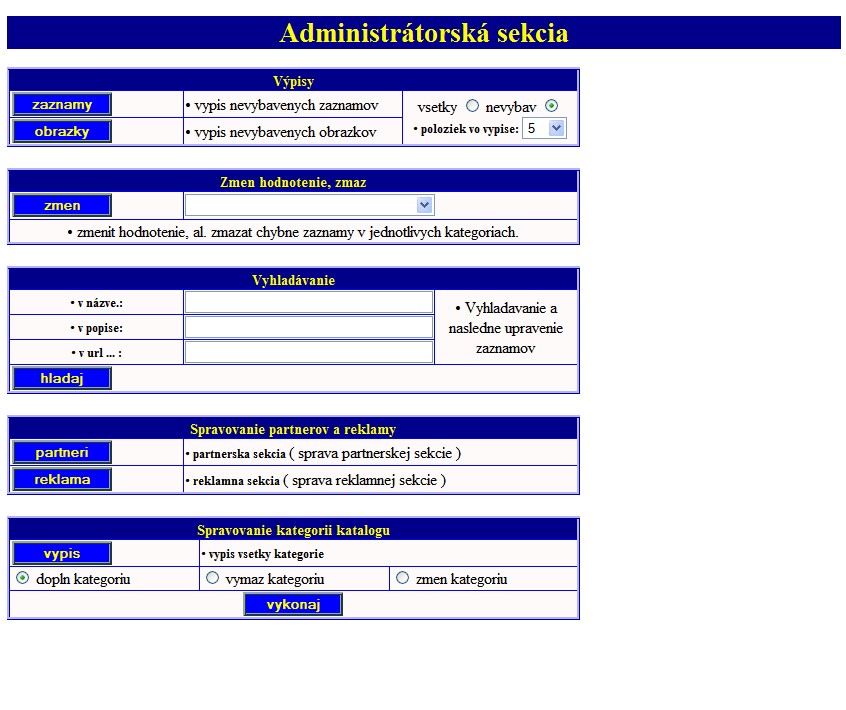 Administrátorská sekcia
Výpisy
zaznamy • vypis nevybavenych zaznamov vsetky nevybav
obrazky • vypis nevybavenych obrazkov • poloziek vo vypise: 5
Zmen hodnotenie, zmaz
zmen
• zmenit hodnotenie, al. zmazat chybne zaznamy v jednotlivych kategoriach.
Vyhladávanie
• v názve.:
• v popise:
• v url ... :
• Vyhladavanie a
nasledne upravenie
zaznamov
hladaj
Spravovanie partnerov a reklamy
partneri • partnerska sekcia ( sprava partnerskej sekcie )
reklama • reklamna sekcia ( sprava reklamnej sekcie )
Spravovanie kategorii katalogu
vypis • vypis vsetky kategorie
dopln kategoriu vymaz kategoriu zmen kategoriu
vykonaj